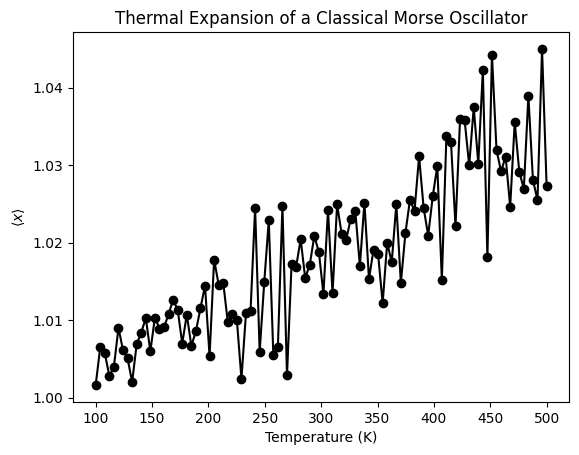 Thermal Expansion of a Classical Morse Oscillator
⟨x⟩
1.04
1.03
1.02
1.01
1.00
100 150 200 250 300 350 400 450 500
Temperature (K)